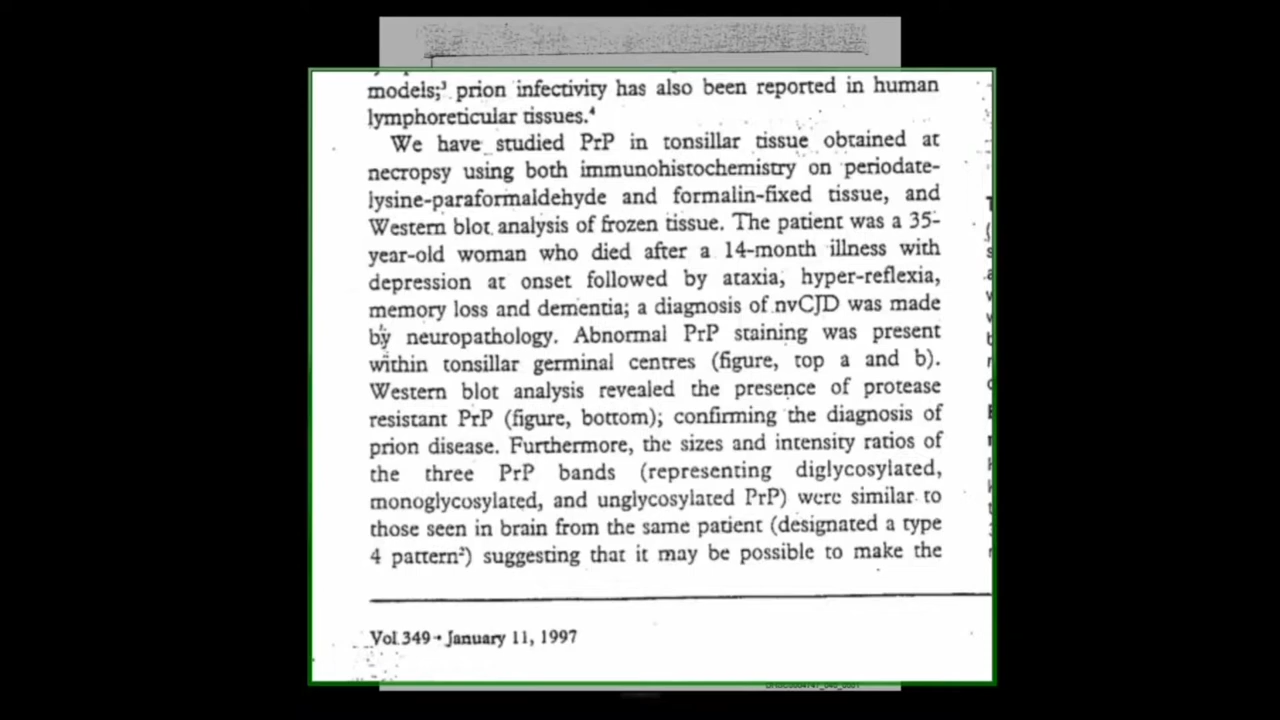 models;³ prion infectivity has also been reported in human
lymphoreticular tissues.⁴
We have studied PrP in tonsillar tissue obtained at
necropsy using both immunohistochemistry on periodate-
lysine-paraformaldehyde and formalin-fixed tissue, and
Western blot analysis of frozen tissue. The patient was a 35-
year-old woman who died after a 14-month illness with
depression at onset followed by ataxia, hyper-reflexia,
memory loss and dementia; a diagnosis of nvCJD was made
by neuropathology. Abnormal PrP staining was present
within tonsillar germinal centres (figure, top a and b).
Western blot analysis revealed the presence of protease
resistant PrP (figure, bottom); confirming the diagnosis of
prion disease. Furthermore, the sizes and intensity ratios of
the three PrP bands (representing diglycosylated,
monoglycosylated, and unglycosylated PrP) were similar to
those seen in brain from the same patient (designated a type
4 pattern²) suggesting that it may be possible to make the
Vol 349 • January 11, 1997